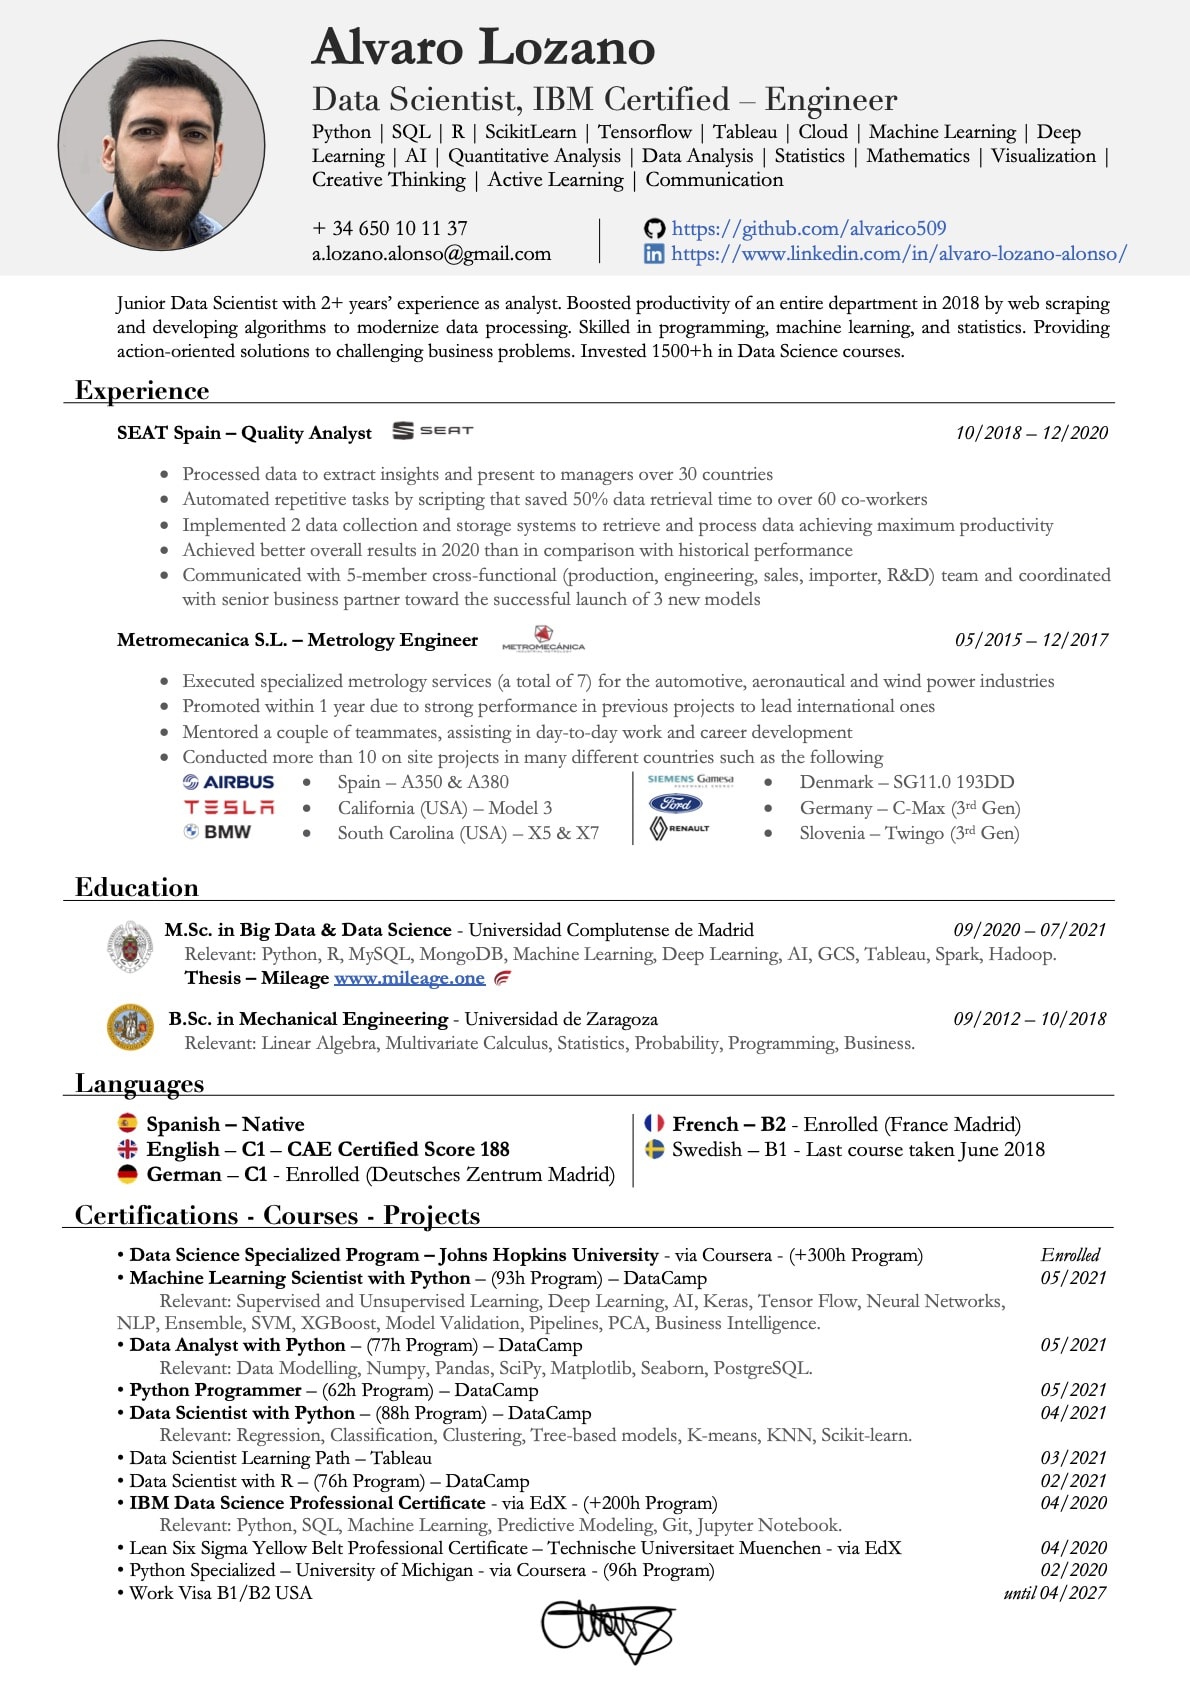 Alvaro Lozano
Data Scientist, IBM Certified – Engineer
Python | SQL | R | ScikitLearn | Tensorflow | Tableau | Cloud | Machine Learning | Deep
Learning | AI | Quantitative Analysis | Data Analysis | Statistics | Mathematics | Visualization |
Creative Thinking | Active Learning | Communication
+ 34 650 10 11 37
a.lozano.alonso@gmail.com
https://github.com/alvarico509
https://www.linkedin.com/in/alvaro-lozano-alonso/
Junior Data Scientist with 2+ years’ experience as analyst. Boosted productivity of an entire department in 2018 by web scraping
and developing algorithms to modernize data processing. Skilled in programming, machine learning, and statistics. Providing
action-oriented solutions to challenging business problems. Invested 1500+h in Data Science courses.
Experience
SEAT Spain – Quality Analyst SEAT 10/2018 – 12/2020
• Processed data to extract insights and present to managers over 30 countries
• Automated repetitive tasks by scripting that saved 50% data retrieval time to over 60 co-workers
• Implemented 2 data collection and storage systems to retrieve and process data achieving maximum productivity
• Achieved better overall results in 2020 than in comparison with historical performance
• Communicated with 5-member cross-functional (production, engineering, sales, importer, R&D) team and coordinated
with senior business partner toward the successful launch of 3 new models
Metromecanica S.L. – Metrology Engineer METROMECÁNICA 05/2015 – 12/2017
• Executed specialized metrology services (a total of 7) for the automotive, aeronautical and wind power industries
• Promoted within 1 year due to strong performance in previous projects to lead international ones
• Mentored a couple of teammates, assisting in day-to-day work and career development
• Conducted more than 10 on site projects in many different countries such as the following
AIRBUS • Spain – A350 & A380
TESLA • California (USA) – Model 3
BMW • South Carolina (USA) – X5 & X7
SIEMENS Gamesa • Denmark – SG11.0 193DD
Ford • Germany – C-Max (3rd Gen)
RENAULT • Slovenia – Twingo (3rd Gen)
Education
M.Sc. in Big Data & Data Science - Universidad Complutense de Madrid 09/2020 – 07/2021
Relevant: Python, R, MySQL, MongoDB, Machine Learning, Deep Learning, AI, GCS, Tableau, Spark, Hadoop.
Thesis – Mileage www.mileage.one
B.Sc. in Mechanical Engineering - Universidad de Zaragoza 09/2012 – 10/2018
Relevant: Linear Algebra, Multivariate Calculus, Statistics, Probability, Programming, Business.
Languages
Spanish – Native
English – C1 – CAE Certified Score 188
German – C1 - Enrolled (Deutsches Zentrum Madrid)
French – B2 - Enrolled (France Madrid)
Swedish – B1 - Last course taken June 2018
Certifications - Courses - Projects
• Data Science Specialized Program – Johns Hopkins University - via Coursera - (+300h Program) Enrolled
• Machine Learning Scientist with Python – (93h Program) – DataCamp 05/2021
Relevant: Supervised and Unsupervised Learning, Deep Learning, AI, Keras, Tensor Flow, Neural Networks,
NLP, Ensemble, SVM, XGBoost, Model Validation, Pipelines, PCA, Business Intelligence.
• Data Analyst with Python – (77h Program) – DataCamp 05/2021
Relevant: Data Modelling, Numpy, Pandas, SciPy, Matplotlib, Seaborn, PostgreSQL.
• Python Programmer – (62h Program) – DataCamp 05/2021
• Data Scientist with Python – (88h Program) – DataCamp 04/2021
Relevant: Regression, Classification, Clustering, Tree-based models, K-means, KNN, Scikit-learn.
• Data Scientist Learning Path – Tableau 03/2021
• Data Scientist with R – (76h Program) – DataCamp 02/2021
• IBM Data Science Professional Certificate - via EdX - (+200h Program) 04/2020
Relevant: Python, SQL, Machine Learning, Predictive Modeling, Git, Jupyter Notebook.
• Lean Six Sigma Yellow Belt Professional Certificate – Technische Universitaet Muenchen - via EdX 04/2020
• Python Specialized – University of Michigan - via Coursera - (96h Program) 02/2020
• Work Visa B1/B2 USA until 04/2027